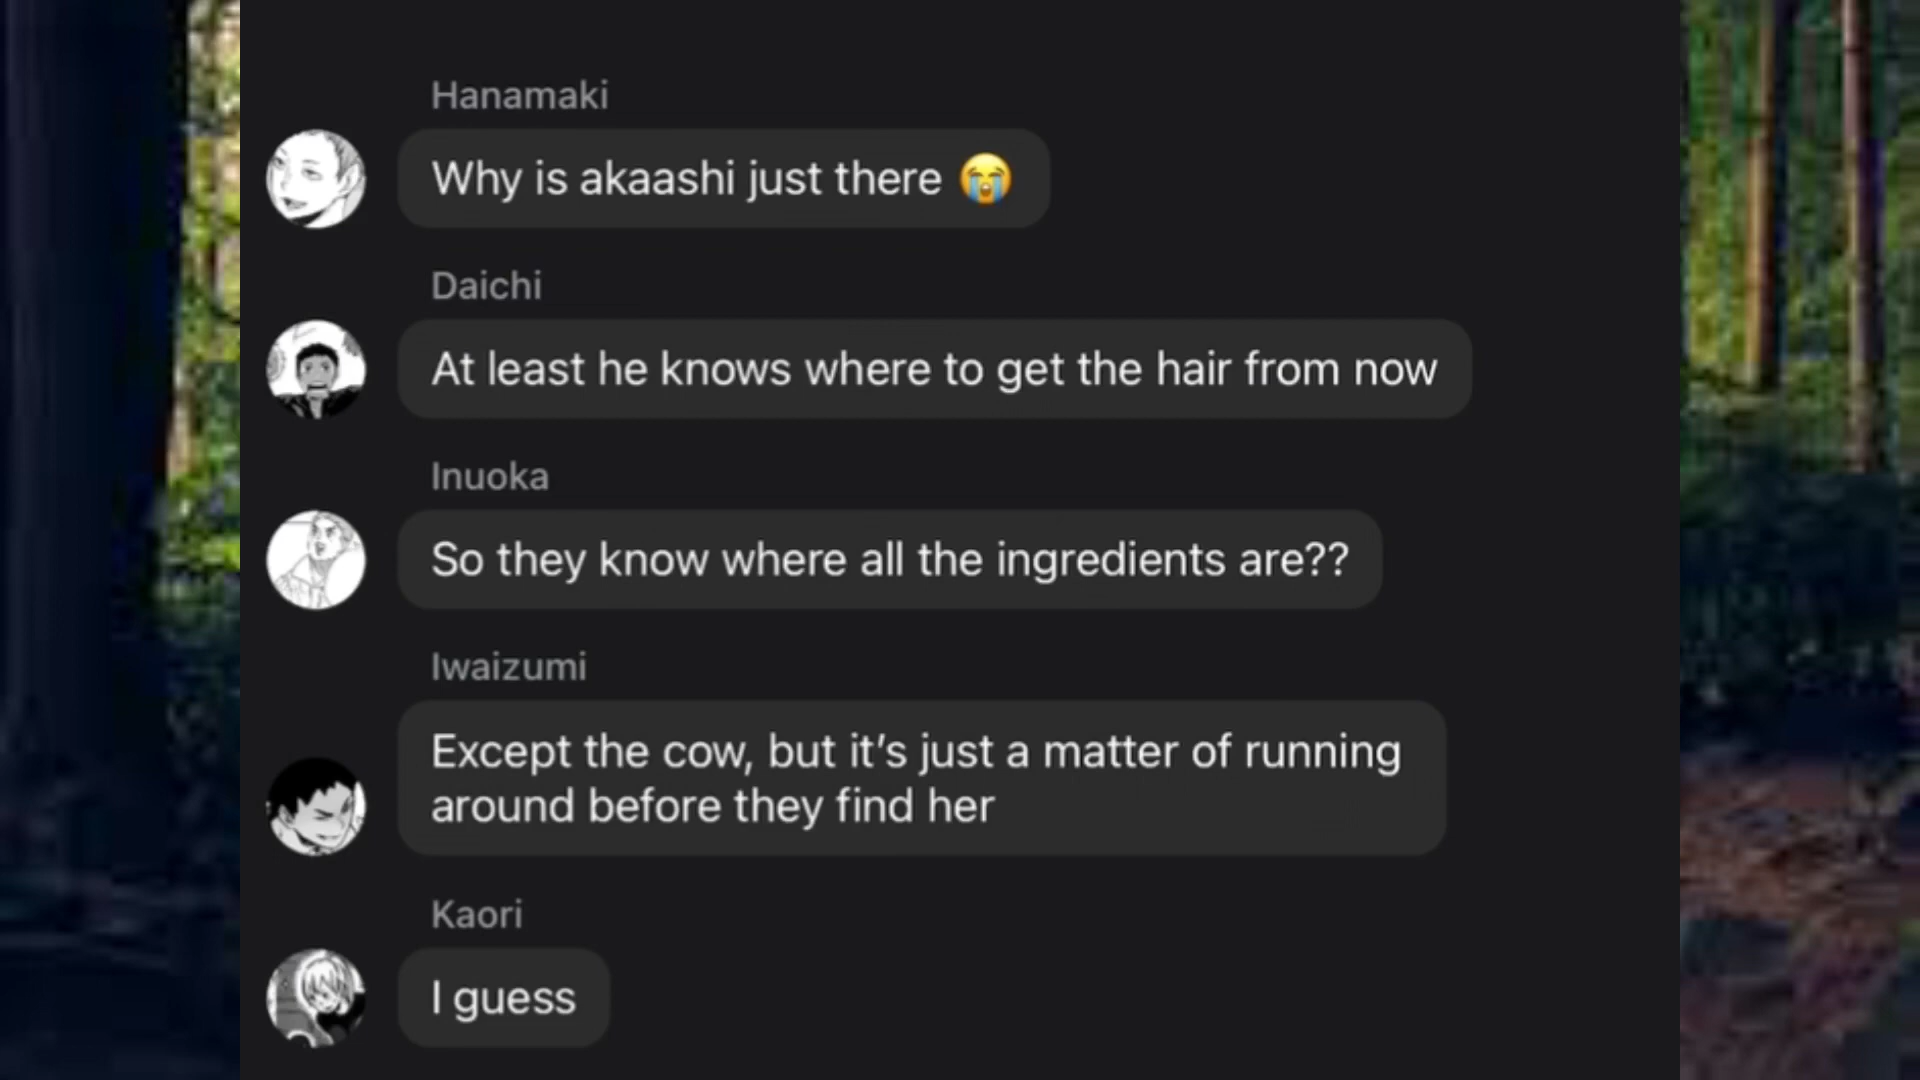 Hanamaki
Why is akaashi just there 😭
Daichi
At least he knows where to get the hair from now
Inuoka
So they know where all the ingredients are??
Iwaizumi
Except the cow, but it’s just a matter of running
around before they find her
Kaori
I guess